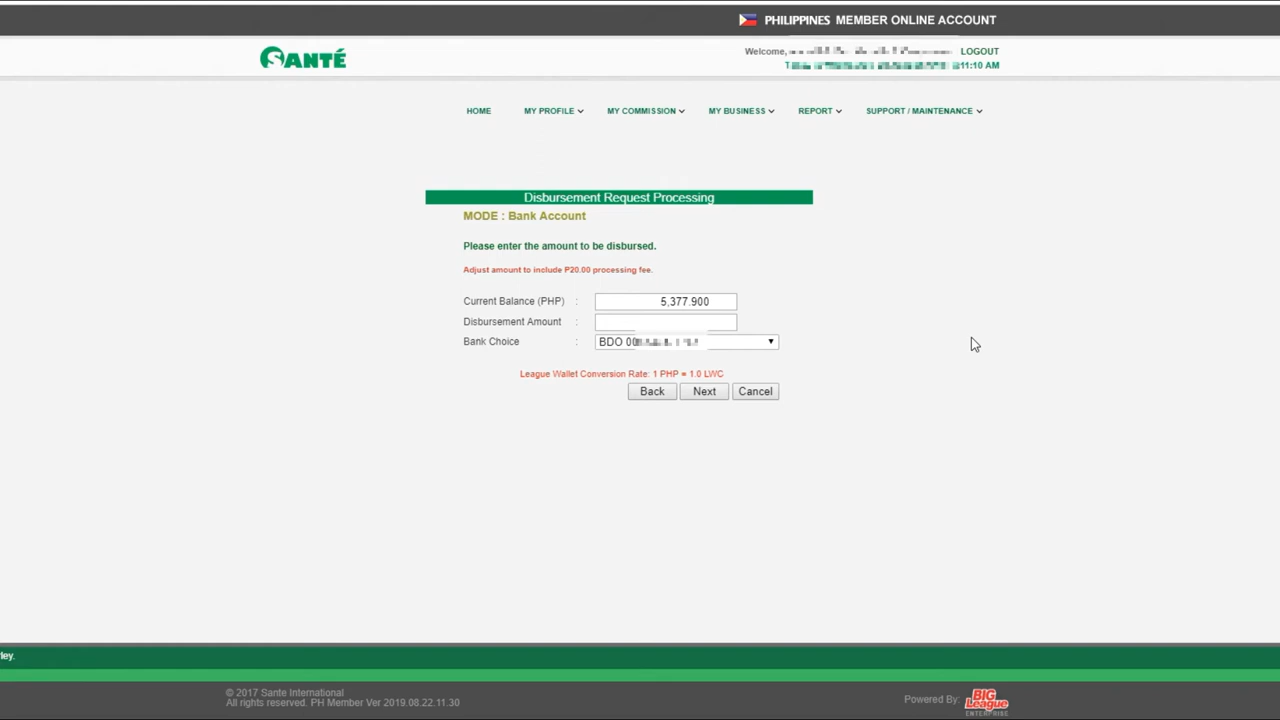 PHILIPPINES MEMBER ONLINE ACCOUNT
SANTÉ
Welcome, LOGOUT
11:10 AM
HOME MY PROFILE MY COMMISSION MY BUSINESS REPORT SUPPORT / MAINTENANCE
Disbursement Request Processing
MODE : Bank Account
Please enter the amount to be disbursed.
Adjust amount to include P20.00 processing fee.
Current Balance (PHP) : 5,377.900
Disbursement Amount :
Bank Choice : BDO 00
League Wallet Conversion Rate: 1 PHP = 1.0 LWC
Back Next Cancel
ley.
© 2017 Sante International
All rights reserved. PH Member Ver 2019.08.22.11.30
Powered By: BIG League ENTERPRISE